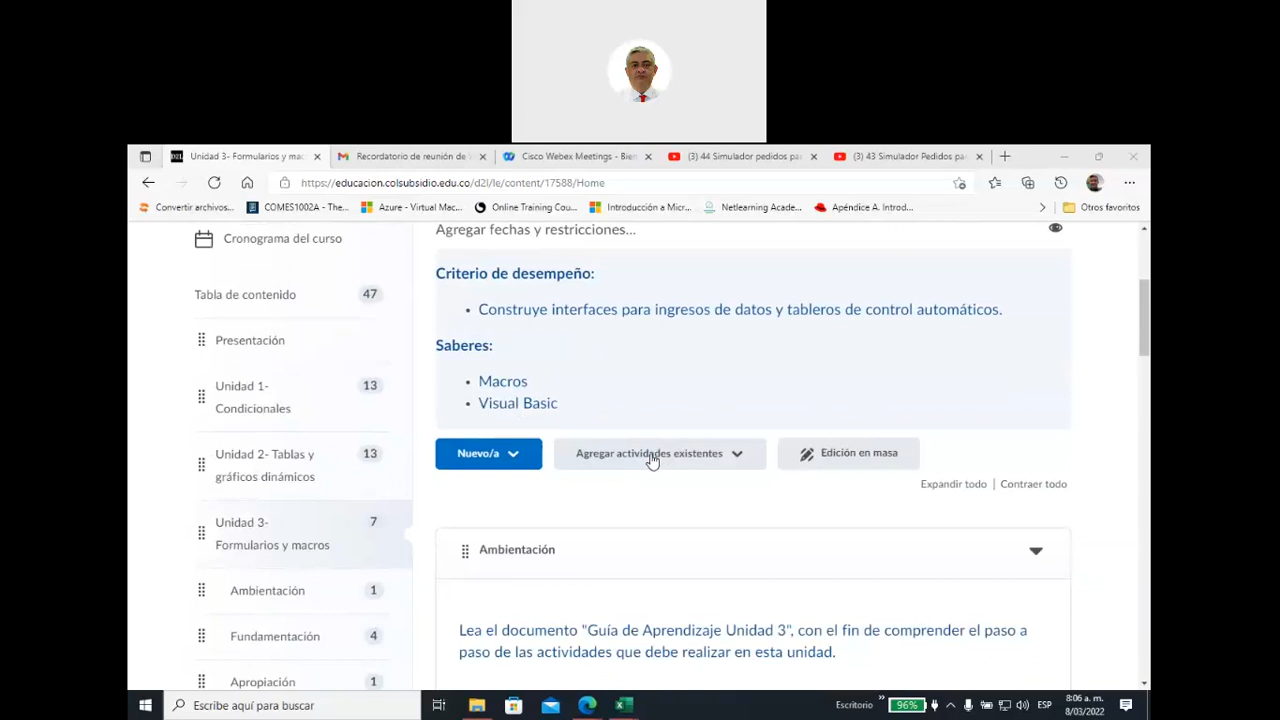 Unidad 3- Formularios y mac
Recordatorio de reunión de
Cisco Webex Meetings - Bien
(3) 44 Simulador pedidos pa
(3) 43 Simulador Pedidos pa
https://educacion.colsubsidio.edu.co/d2l/le/content/17588/Home
Convertir archivos...
COMES1002A - The...
Azure - Virtual Mac...
Online Training Cou...
Introducción a Micr...
Netlearning Acade...
Apéndice A. Introd...
Otros favoritos
Cronograma del curso
Tabla de contenido 47
Presentación
Unidad 1- 13
Condicionales
Unidad 2- Tablas y 13
gráficos dinámicos
Unidad 3- 7
Formularios y macros
Ambientación 1
Fundamentación 4
Apropiación 1
Agregar fechas y restricciones...
Criterio de desempeño:
• Construye interfaces para ingresos de datos y tableros de control automáticos.
Saberes:
• Macros
• Visual Basic
Nuevo/a
Agregar actividades existentes
Edición en masa
Expandir todo | Contraer todo
Ambientación
Lea el documento "Guía de Aprendizaje Unidad 3", con el fin de comprender el paso a
paso de las actividades que debe realizar en esta unidad.
Escribe aquí para buscar
Escritorio
96%
ESP
8:06 a. m.
8/03/2022